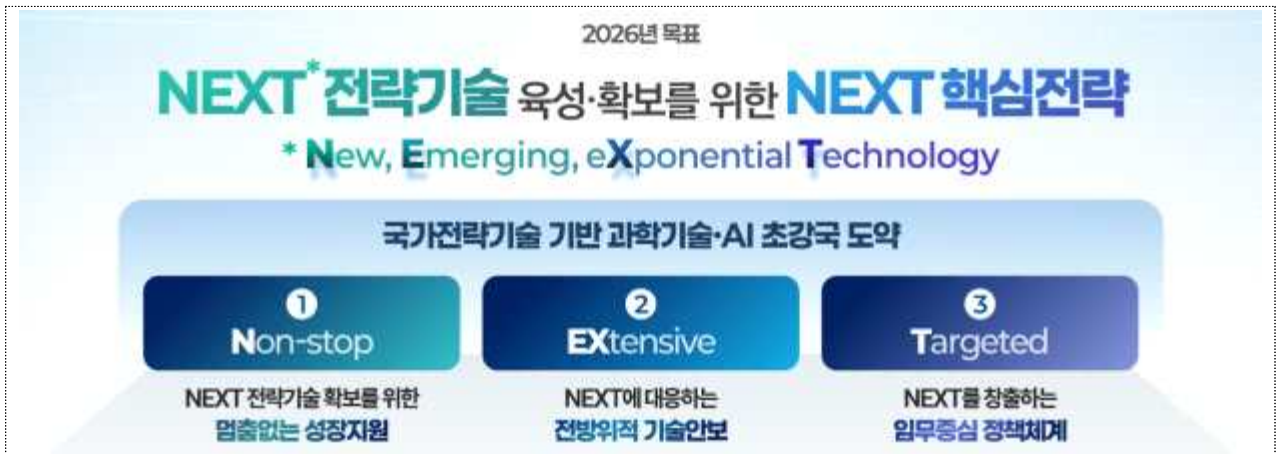 2026년 목표
NEXT* 전략기술 육성·확보를 위한 NEXT 핵심전략
* New, Emerging, eXponential Technology
국가전략기술 기반 과학기술·AI 초강국 도약
1 2 3
Non-stop EXtensive Targeted
NEXT 전략기술 확보를 위한 NEXT에 대응하는 NEXT를 창출하는
멈춤없는 성장지원 전방위적 기술안보 임무중심 정책체계